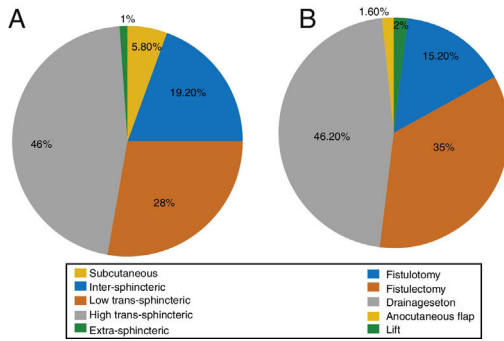 A
B
1%
5.80%
19.20%
28%
46%
1.60%
2%
15.20%
35%
46.20%
Subcutaneous
Inter-sphincteric
Low trans-sphincteric
High trans-sphincteric
Extra-sphincteric
Fistulotomy
Fistulectomy
Drainageseton
Anocutaneous flap
Lift